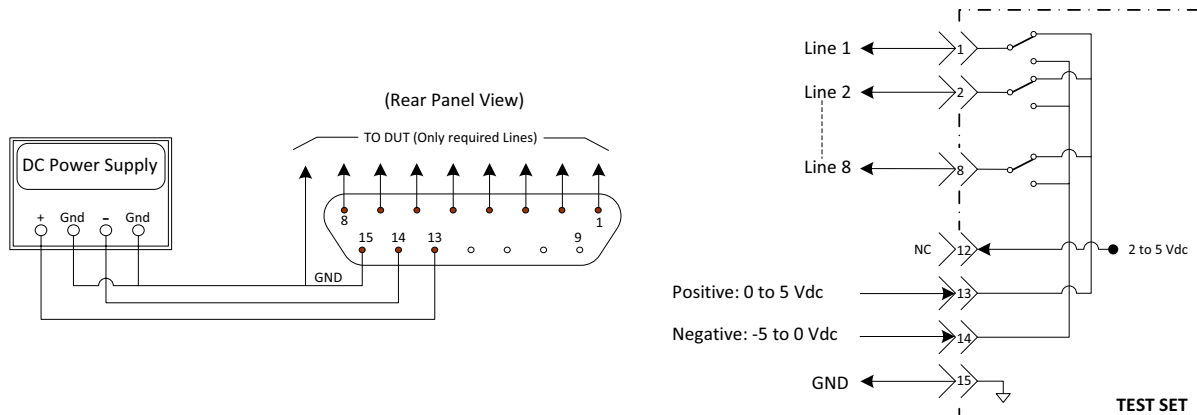 (Rear Panel View)
TO DUT (Only required Lines)
DC Power Supply
+ Gnd – Gnd
8 1
15 14 13 9
GND
Line 1 1
Line 2 2
Line 8 8
NC 12 2 to 5 Vdc
Positive: 0 to 5 Vdc 13
Negative: -5 to 0 Vdc 14
GND 15
TEST SET